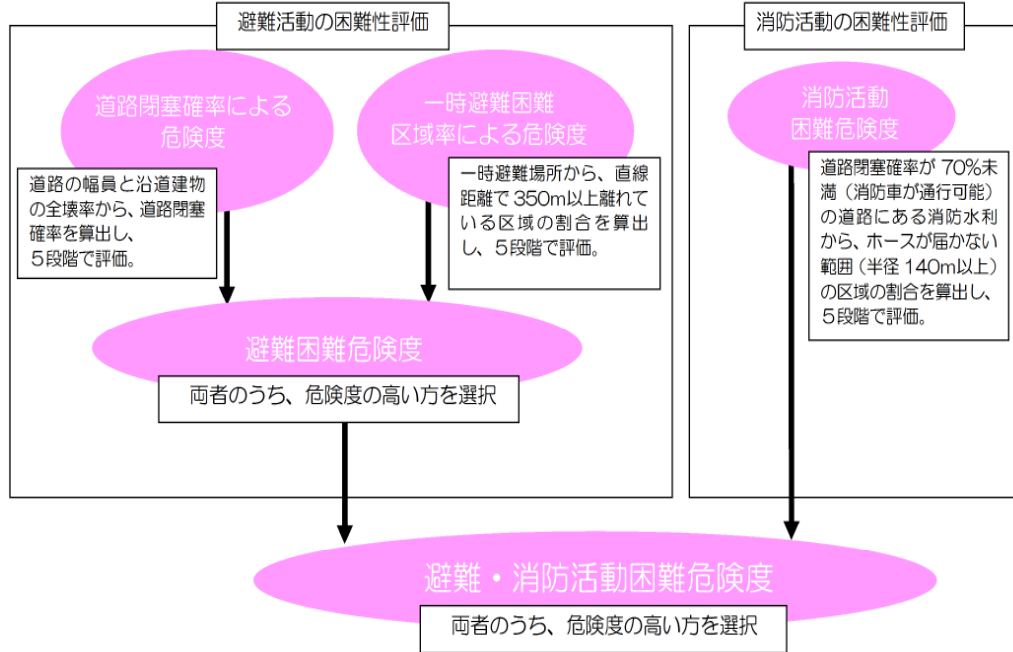 避難活動の困難性評価
道路閉塞確率による
危険度
一時避難困難
区域率による危険度
道路の幅員と沿道建物
の全壊率から、道路閉塞
確率を算出し、
5段階で評価。
一時避難場所から、直線
距離で350m以上離れて
いる区域の割合を算出
し、5段階で評価。
避難困難危険度
両者のうち、危険度の高い方を選択
消防活動の困難性評価
消防活動
困難危険度
道路閉塞確率が70%未
満（消防車が通行可能）
の道路にある消防水利
から、ホースが届かない
範囲（半径140m以上）
の区域の割合を算出し、
5段階で評価。
避難・消防活動困難危険度
両者のうち、危険度の高い方を選択